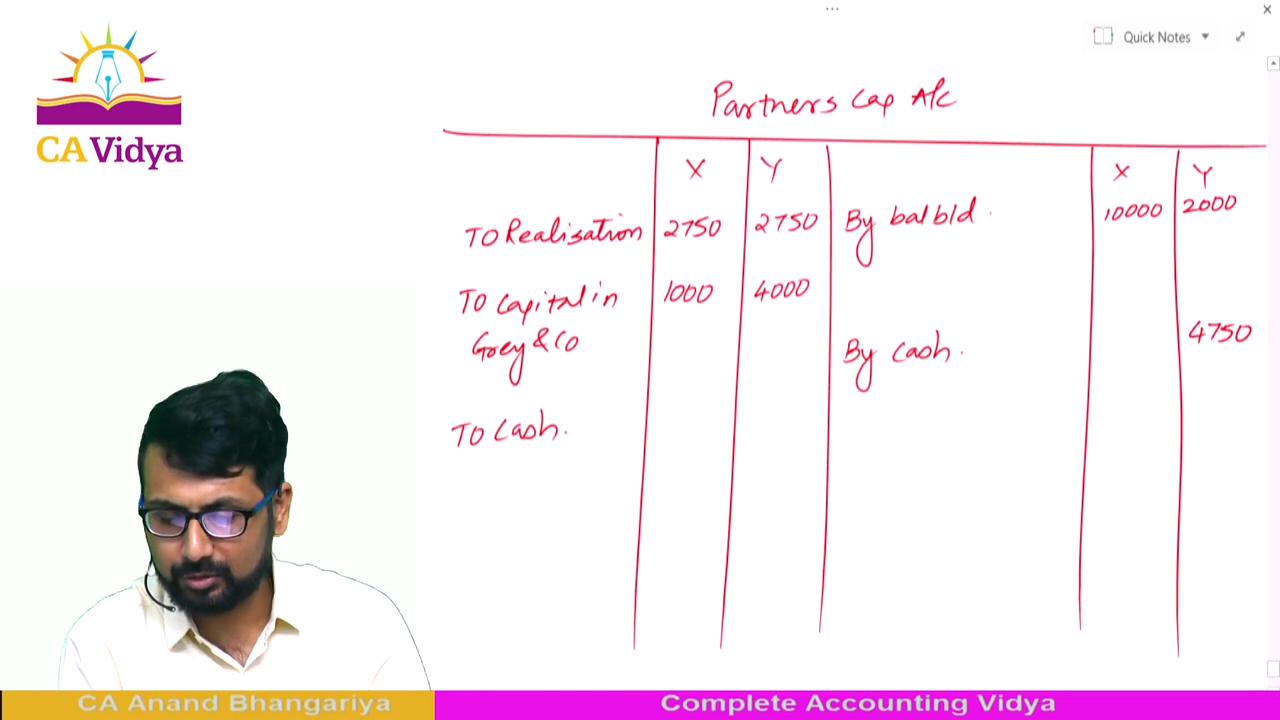 Quick Notes
CA Vidya
Partners Cap A/c
X Y X Y
To Realisation 2750 2750 By bal b/d. 10000 2000
To Capital in 1000 4000
Grey & Co
By cash. 4750
To Cash.
CA Anand Bhangariya
Complete Accounting Vidya